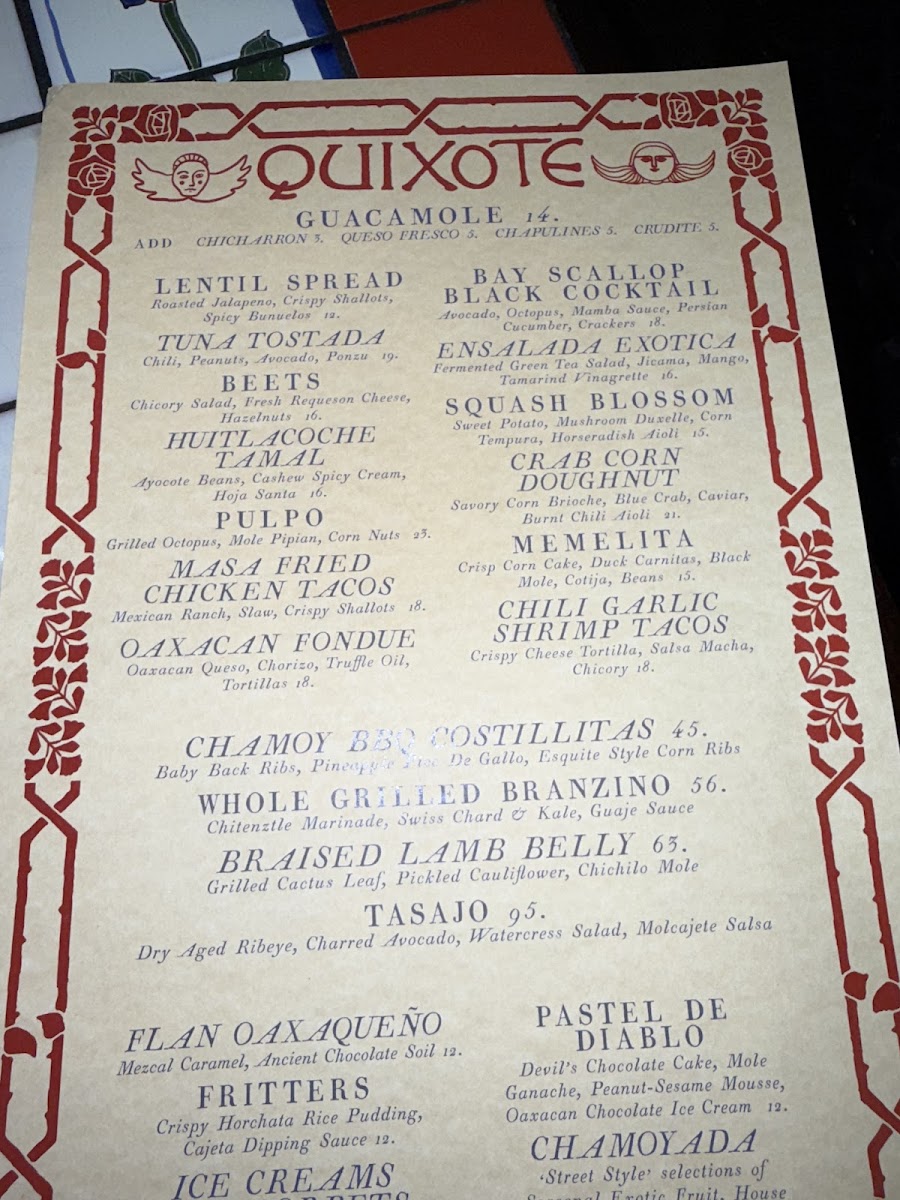 QUIXOTE
GUACAMOLE 14.
ADD CHICHARRON 3. QUESO FRESCO 5. CHAPULINES 5. CRUDITE 5.
LENTIL SPREAD
Roasted Jalapeno, Crispy Shallots,
Spicy Bunuelos 12.
TUNA TOSTADA
Chili, Peanuts, Avocado, Ponzu 19.
BEETS
Chicory Salad, Fresh Requeson Cheese,
Hazelnuts 16.
HUITLACOCHE
TAMAL
Ayocote Beans, Cashew Spicy Cream,
Hoja Santa 16.
PULPO
Grilled Octopus, Mole Pipian, Corn Nuts 23.
MASA FRIED
CHICKEN TACOS
Mexican Ranch, Slaw, Crispy Shallots 18.
OAXACAN FONDUE
Oaxacan Queso, Chorizo, Truffle Oil,
Tortillas 18.
BAY SCALLOP
BLACK COCKTAIL
Avocado, Octopus, Mamba Sauce, Persian
Cucumber, Crackers 18.
ENSALADA EXOTICA
Fermented Green Tea Salad, Jicama, Mango,
Tamarind Vinagrette 16.
SQUASH BLOSSOM
Sweet Potato, Mushroom Duxelle, Corn
Tempura, Horseradish Aioli 15.
CRAB CORN
DOUGHNUT
Savory Corn Brioche, Blue Crab, Caviar,
Burnt Chili Aioli 21.
MEMELITA
Crisp Corn Cake, Duck Carnitas, Black
Mole, Cotija, Beans 15.
CHILI GARLIC
SHRIMP TACOS
Crispy Cheese Tortilla, Salsa Macha,
Chicory 18.
CHAMOY BBQ COSTILLITAS 45.
Baby Back Ribs, Pineapple Pico De Gallo, Esquite Style Corn Ribs
WHOLE GRILLED BRANZINO 56.
Chitenztle Marinade, Swiss Chard & Kale, Guaje Sauce
BRAISED LAMB BELLY 63.
Grilled Cactus Leaf, Pickled Cauliflower, Chichilo Mole
TASAJO 95.
Dry Aged Ribeye, Charred Avocado, Watercress Salad, Molcajete Salsa
FLAN OAXAQUEÑO
Mezcal Caramel, Ancient Chocolate Soil 12.
FRITTERS
Crispy Horchata Rice Pudding,
Cajeta Dipping Sauce 12.
ICE CREAMS
PASTEL DE
DIABLO
Devil's Chocolate Cake, Mole
Ganache, Peanut-Sesame Mousse,
Oaxacan Chocolate Ice Cream 12.
CHAMOYADA
'Street Style' selections of
Seasonal Exotic Fruit, House